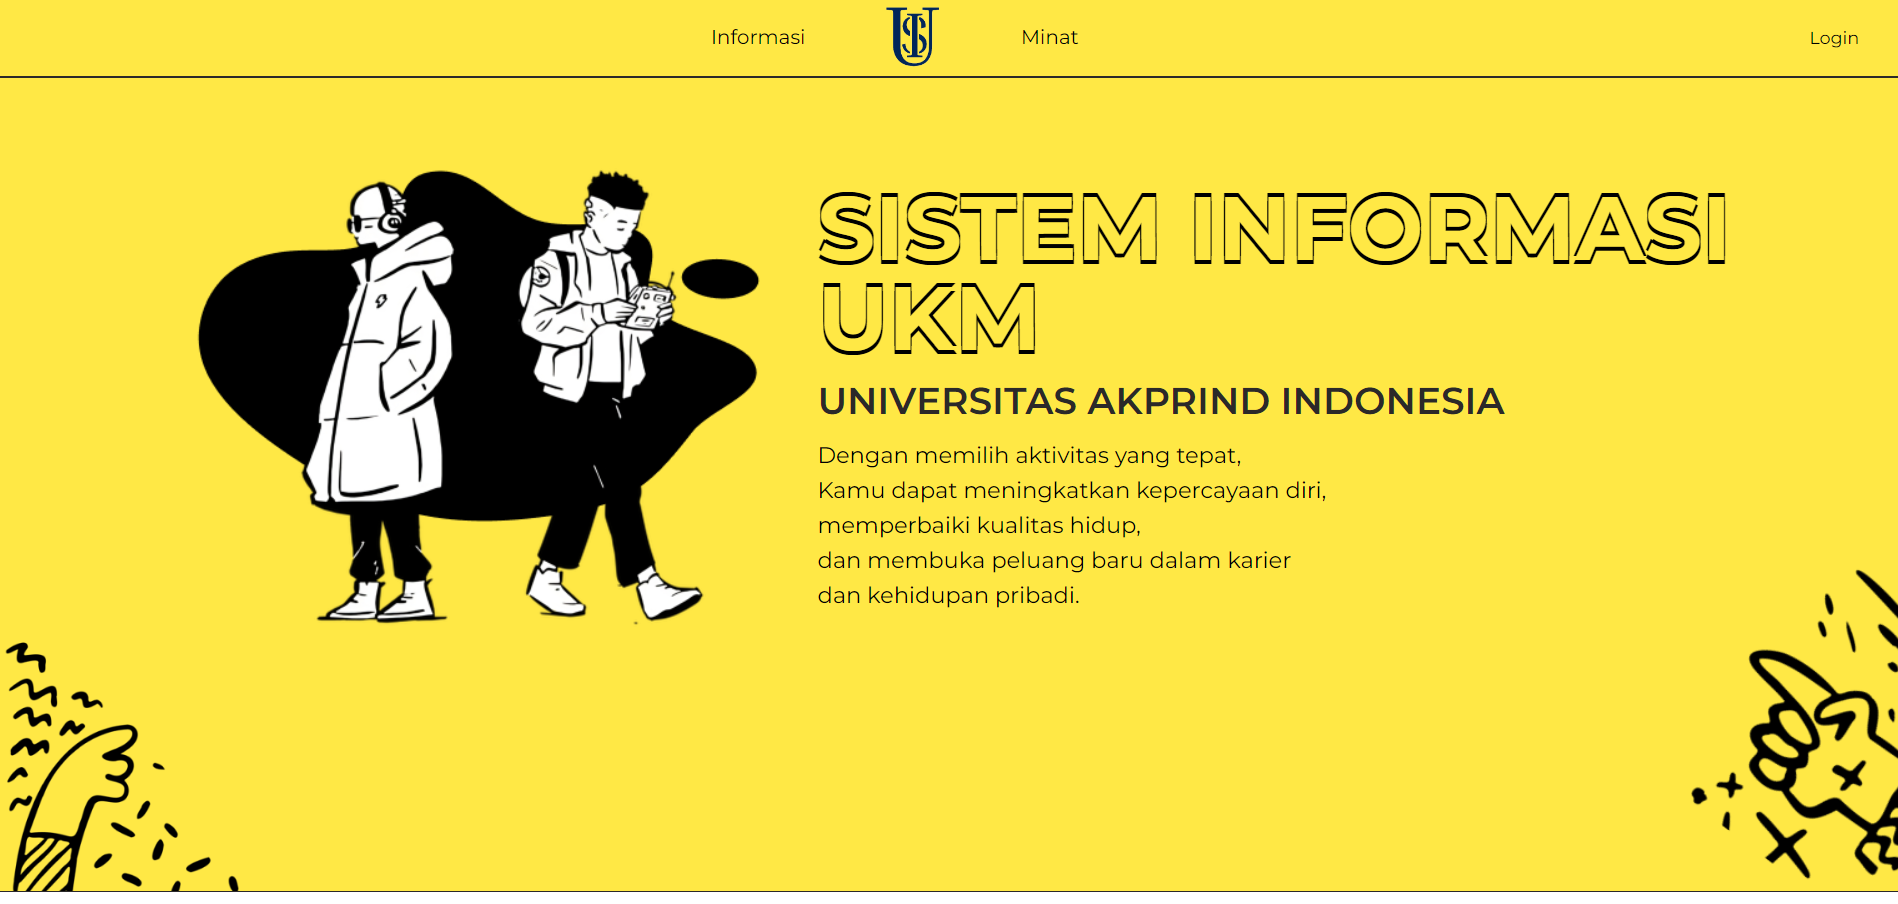 Informasi
UIS
Minat
Login
SISTEM INFORMASI
UKM
UNIVERSITAS AKPRIND INDONESIA
Dengan memilih aktivitas yang tepat,
Kamu dapat meningkatkan kepercayaan diri,
memperbaiki kualitas hidup,
dan membuka peluang baru dalam karier
dan kehidupan pribadi.